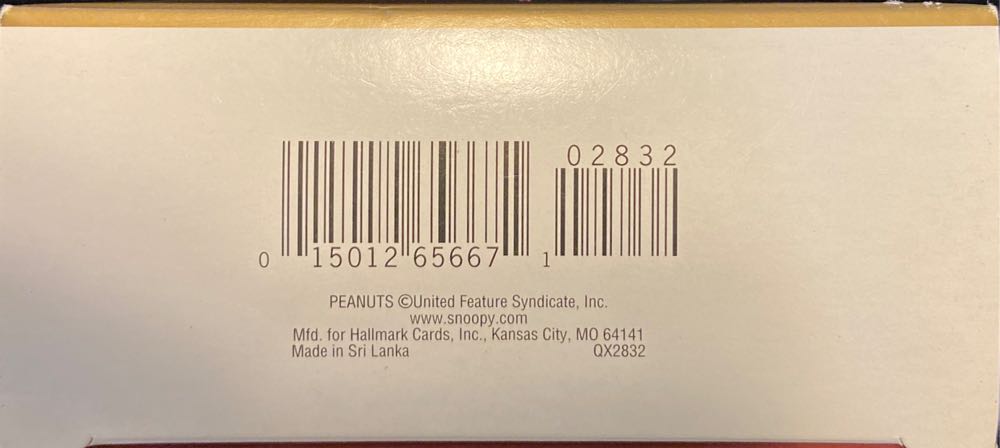 02832
0 15012 65667 1
PEANUTS ©United Feature Syndicate, Inc.
www.snoopy.com
Mfd. for Hallmark Cards, Inc., Kansas City, MO 64141
Made in Sri Lanka QX2832